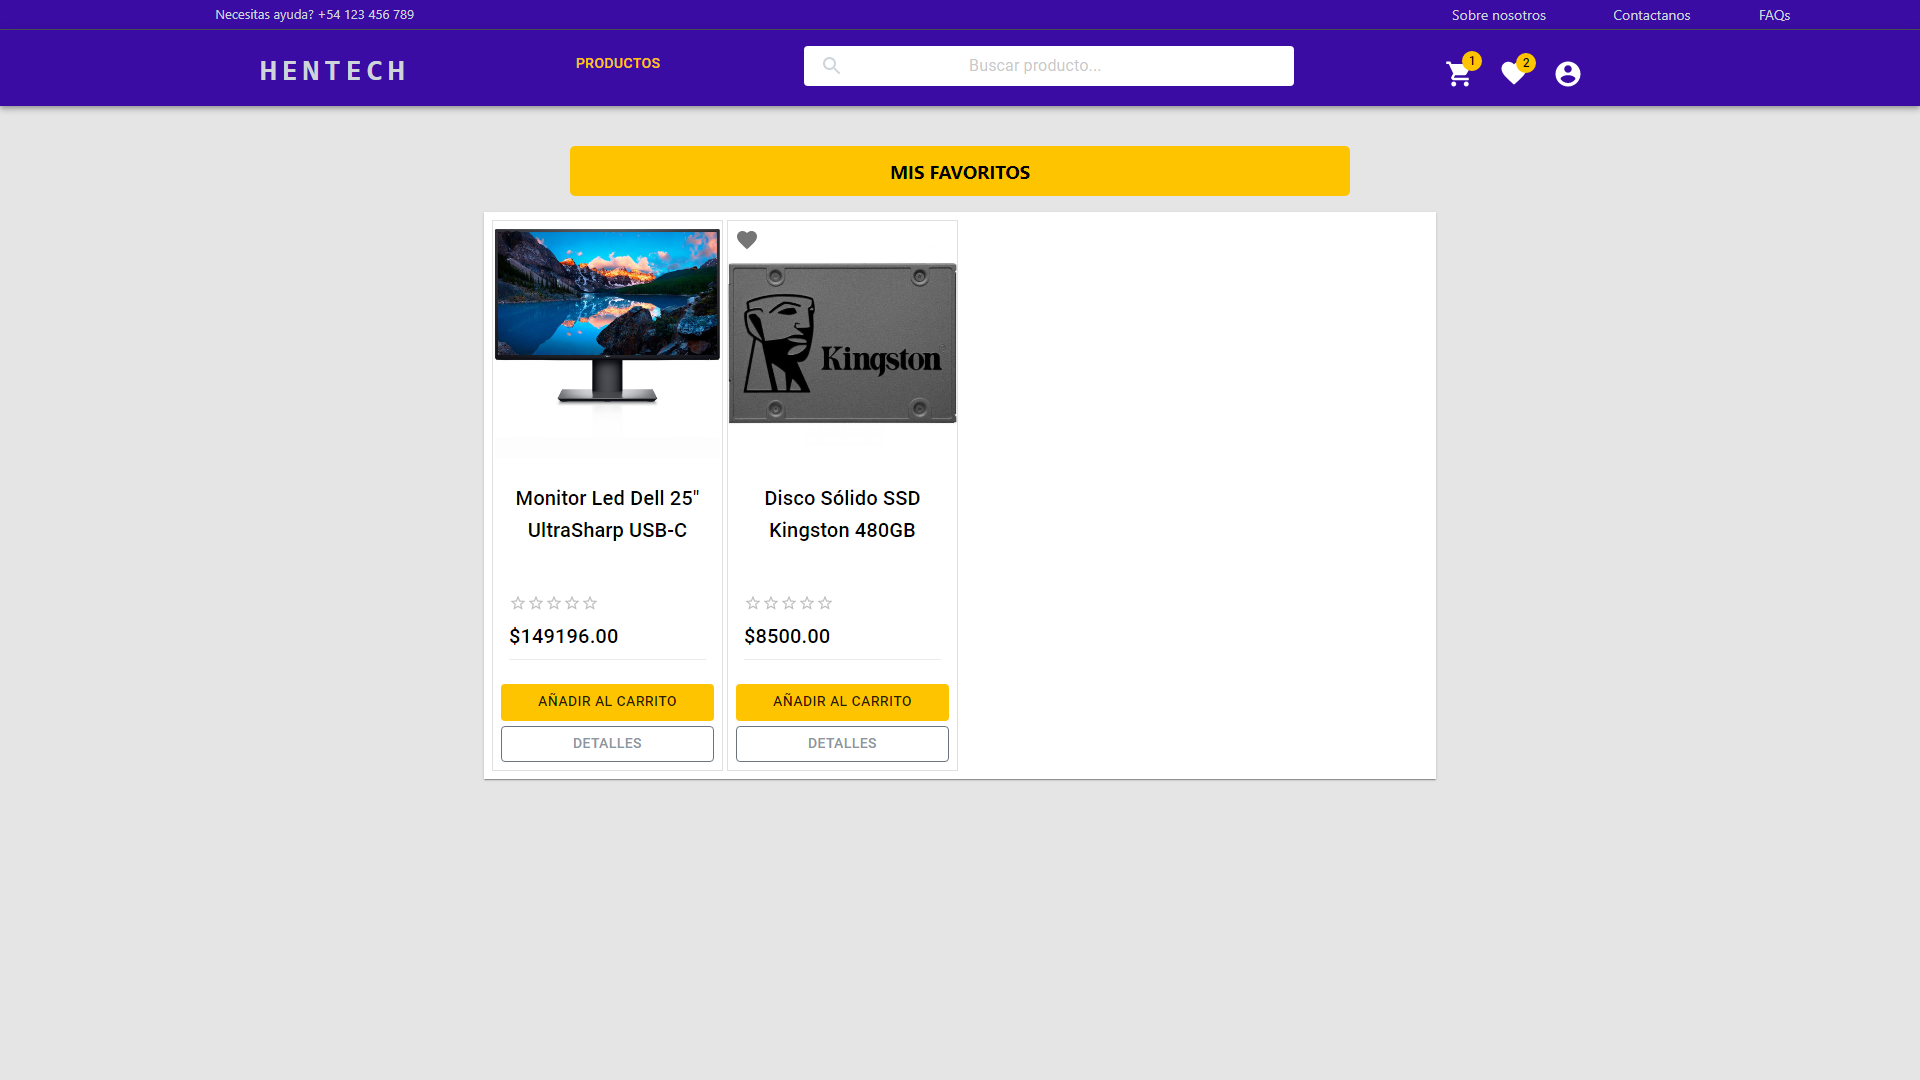 Necesitas ayuda? +54 123 456 789
Sobre nosotros
Contactanos
FAQs
HENTECH
PRODUCTOS
Buscar producto...
1
2
MIS FAVORITOS
Kingston
Monitor Led Dell 25"
UltraSharp USB-C
$149196.00
AÑADIR AL CARRITO
DETALLES
Disco Sólido SSD
Kingston 480GB
$8500.00
AÑADIR AL CARRITO
DETALLES